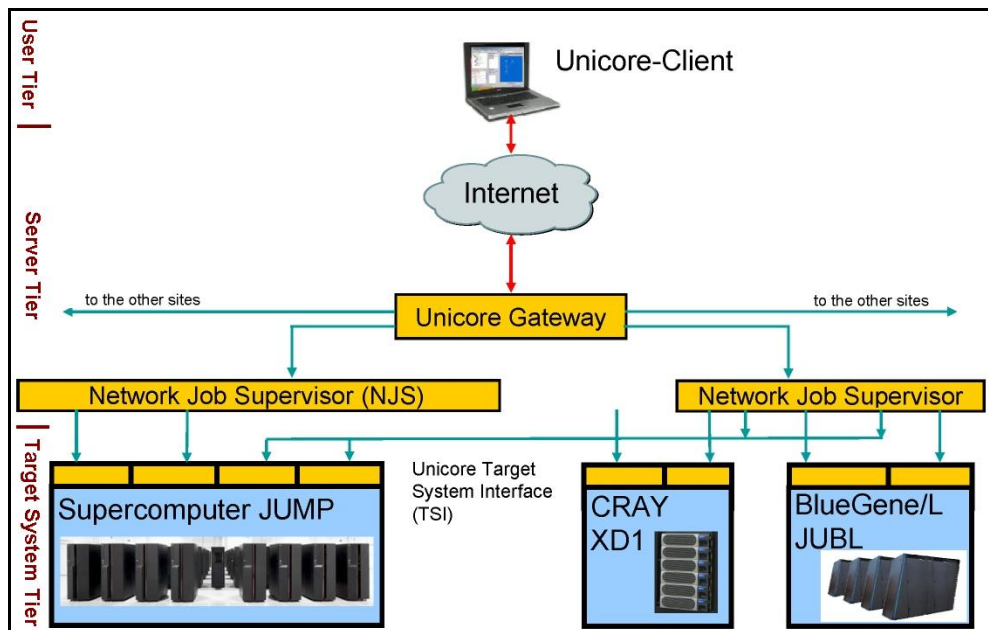 User Tier
Unicore-Client
Internet
Server Tier
to the other sites
to the other sites
Unicore Gateway
Network Job Supervisor (NJS)
Network Job Supervisor
Target System Tier
Unicore Target
System Interface
(TSI)
Supercomputer JUMP
CRAY
XD1
BlueGene/L
JUBL